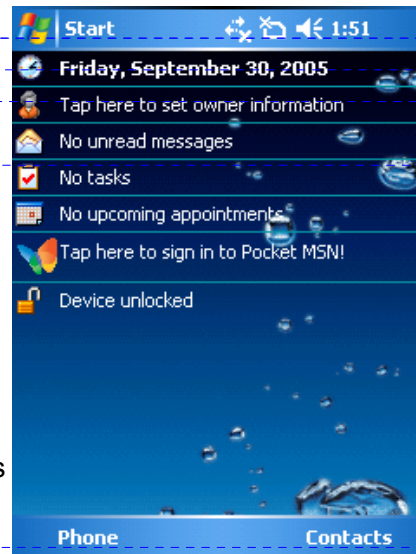 Start 1:51
Friday, September 30, 2005
Tap here to set owner information
No unread messages
No tasks
No upcoming appointments
Tap here to sign in to Pocket MSN!
Device unlocked
s
Phone Contacts